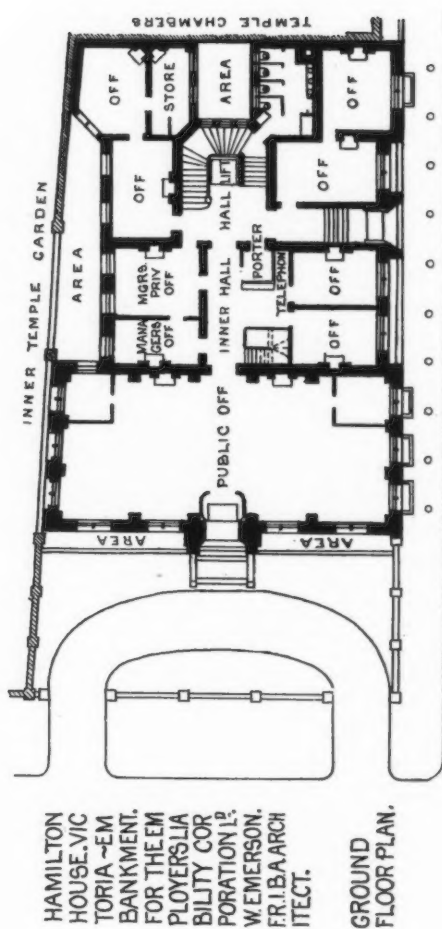 HAMILTON
HOUSE. VIC
TORIA ~ EM
BANKMENT.
FOR THE EM
PLOYERS LIA
BILITY COR
PORATION LD.
W. EMERSON.
F.R.I.B.A ARCH
ITECT.
GROUND
FLOOR PLAN.
INNER TEMPLE GARDEN
TEMPLE CHAMBERS
AREA
OFF
OFF
STORE
AREA
MANA
GERS
OFF
MGRS.
PRIV
OFF
PUBLIC OFF
INNER HALL
HALL
LIFT
PORTER
TELEPHON
OFF
OFF
OFF
OFF
AREA
AREA